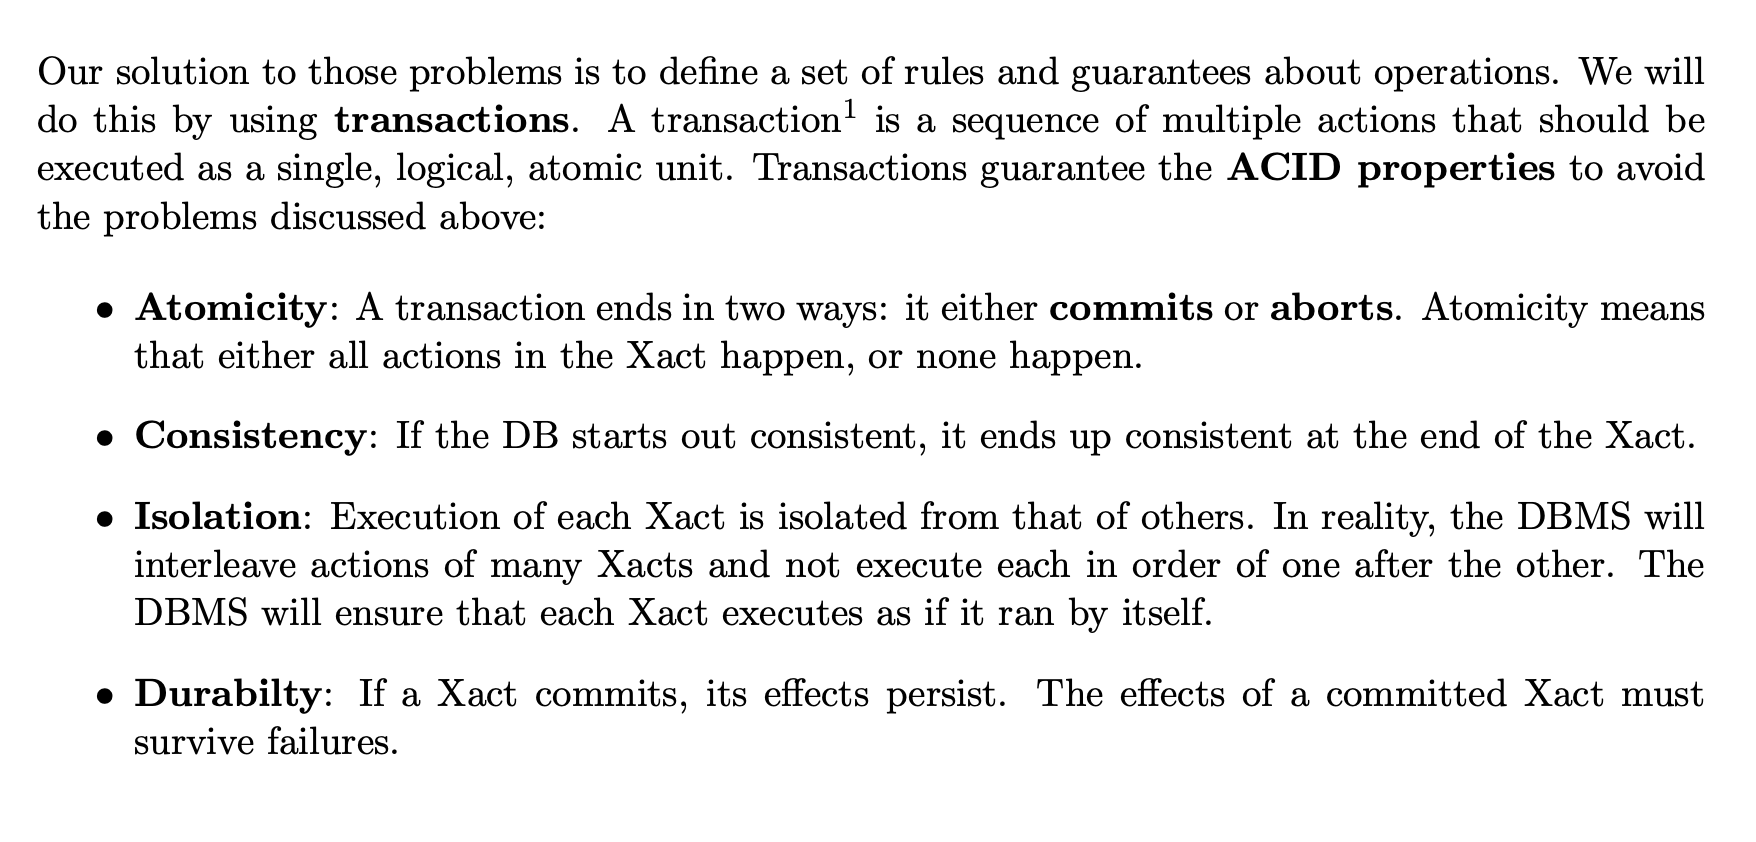 Our solution to those problems is to define a set of rules and guarantees about operations. We will
do this by using transactions. A transaction¹ is a sequence of multiple actions that should be
executed as a single, logical, atomic unit. Transactions guarantee the ACID properties to avoid
the problems discussed above:
• Atomicity: A transaction ends in two ways: it either commits or aborts. Atomicity means
that either all actions in the Xact happen, or none happen.
• Consistency: If the DB starts out consistent, it ends up consistent at the end of the Xact.
• Isolation: Execution of each Xact is isolated from that of others. In reality, the DBMS will
interleave actions of many Xacts and not execute each in order of one after the other. The
DBMS will ensure that each Xact executes as if it ran by itself.
• Durabilty: If a Xact commits, its effects persist. The effects of a committed Xact must
survive failures.